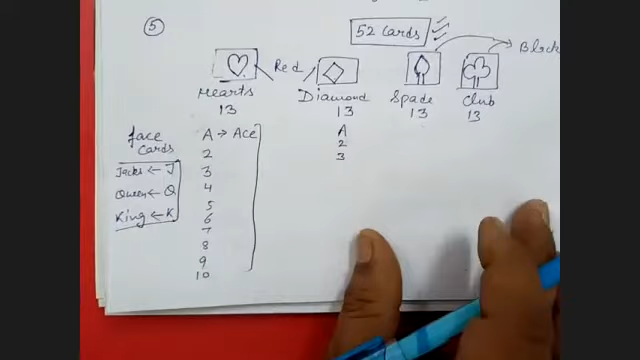 5
52 Cards
Red
Black
Hearts
13
Diamond
13
Spade
13
Club
13
face
Cards
Jacks ← J
Queen ← Q
King ← K
A → Ace
2
3
4
5
6
7
8
9
10
A
2
3